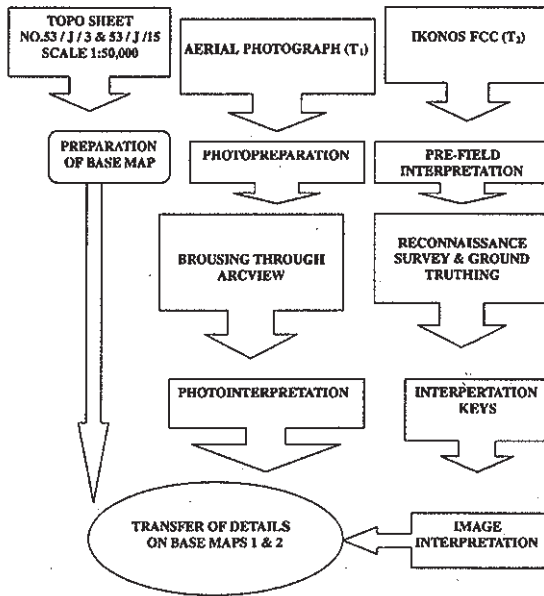 TOPO SHEET
NO.53 / J / 3 & 53 / J /15
SCALE 1:50,000
AERIAL PHOTOGRAPH (T₁)
IKONOS FCC (T₂)
PREPARATION
OF BASE MAP
PHOTOPREPARATION
PRE-FIELD
INTERPRETATION
BROUSING THROUGH
ARCVIEW
RECONNAISSANCE
SURVEY & GROUND
TRUTHING
PHOTOINTERPRETATION
INTERPERTATION
KEYS
TRANSFER OF DETAILS
ON BASE MAPS 1 & 2
IMAGE
INTERPRETATION